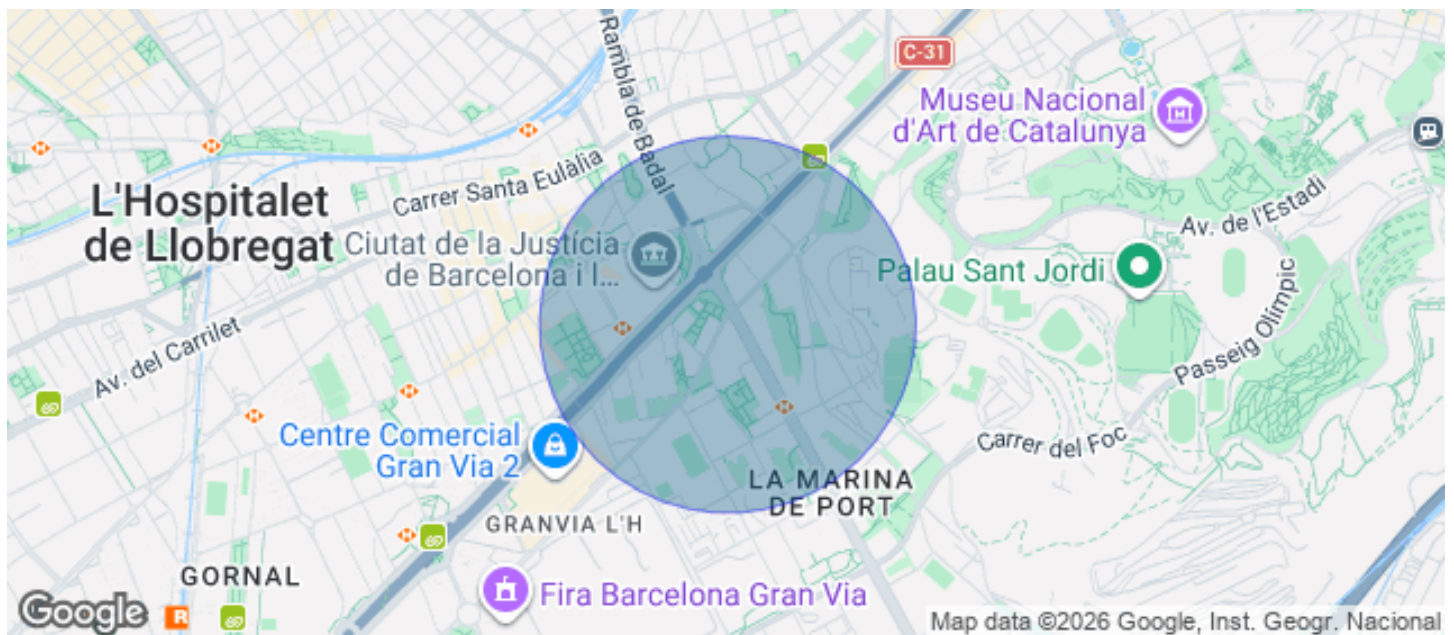 C-31
Rambla de Badal
Museu Nacional
d'Art de Catalunya
Carrer Santa Eulàlia
L'Hospitalet
de Llobregat
Av. de l'Estadi
Ciutat de la Justícia
de Barcelona i l...
Palau Sant Jordi
Av. del Carrilet
Passeig Olímpic
Centre Comercial
Gran Via 2
Carrer del Foc
LA MARINA
DE PORT
GRANVIA L'H
GORNAL
Fira Barcelona Gran Via
Google
R
Map data ©2026 Google, Inst. Geogr. Nacional